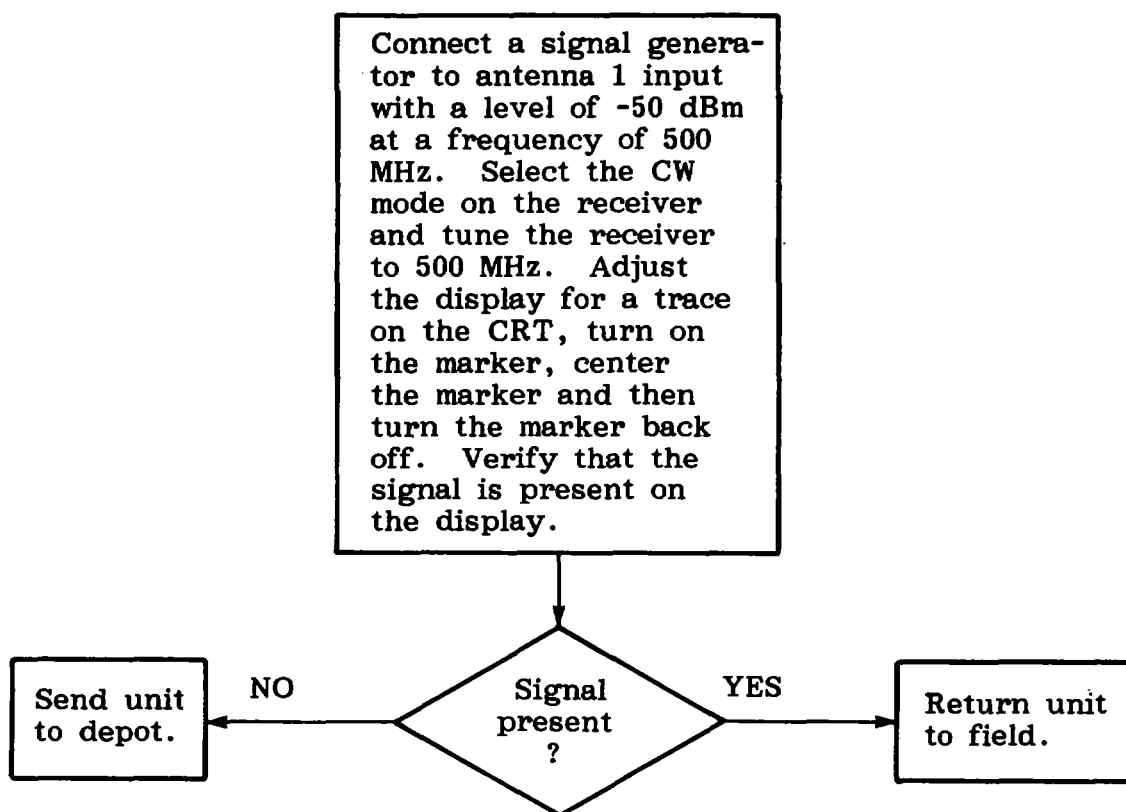 Connect a signal genera-
tor to antenna 1 input
with a level of -50 dBm
at a frequency of 500
MHz. Select the CW
mode on the receiver
and tune the receiver
to 500 MHz. Adjust
the display for a trace
on the CRT, turn on
the marker, center
the marker and then
turn the marker back
off. Verify that the
signal is present on
the display.
Send unit
to depot.
NO
Signal
present
?
YES
Return unit
to field.